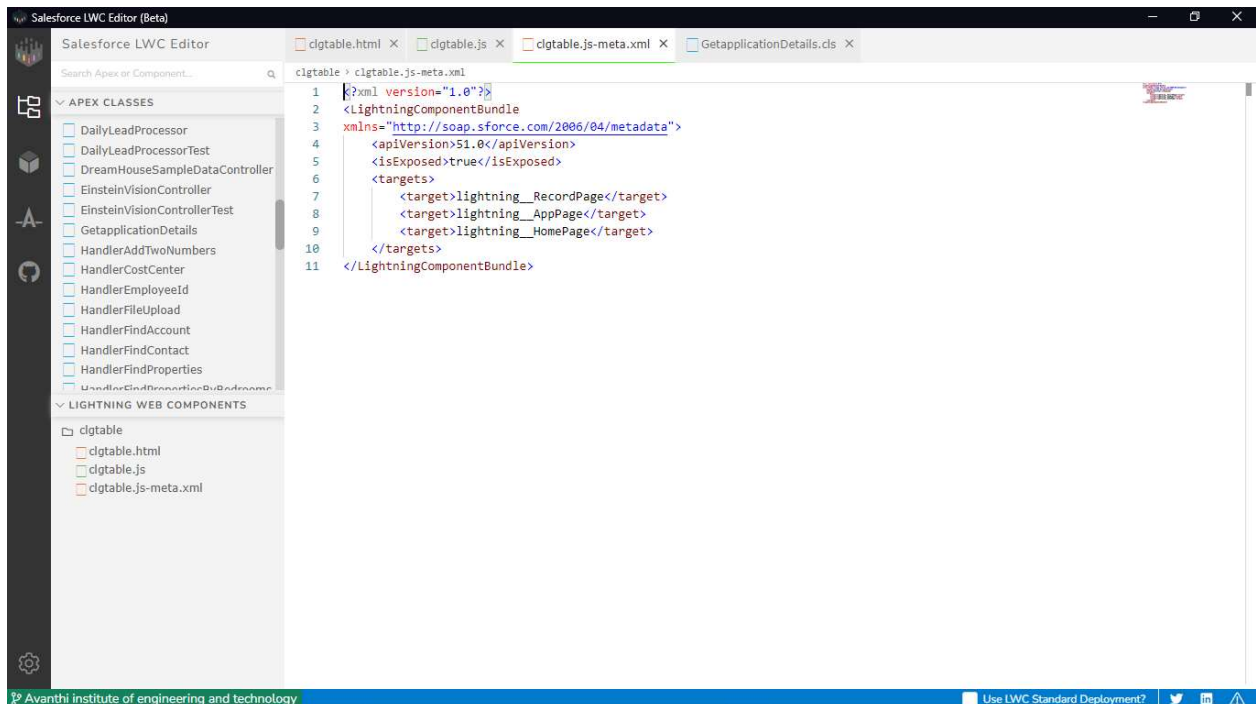 Salesforce LWC Editor (Beta)
Salesforce LWC Editor
Search Apex or Component...
APEX CLASSES
DailyLeadProcessor
DailyLeadProcessorTest
DreamHouseSampleDataController
EinsteinVisionController
EinsteinVisionControllerTest
GetapplicationDetails
HandlerAddTwoNumbers
HandlerCostCenter
HandlerEmployeeId
HandlerFileUpload
HandlerFindAccount
HandlerFindContact
HandlerFindProperties
HandlerFindPropertiesByBedrooms
LIGHTNING WEB COMPONENTS
clgtable
clgtable.html
clgtable.js
clgtable.js-meta.xml
clgtable.html clgtable.js clgtable.js-meta.xml GetapplicationDetails.cls
clgtable › clgtable.js-meta.xml
1 <?xml version="1.0"?>
2 <LightningComponentBundle
3 xmlns="http://soap.sforce.com/2006/04/metadata">
4 <apiVersion>51.0</apiVersion>
5 <isExposed>true</isExposed>
6 <targets>
7 <target>lightning__RecordPage</target>
8 <target>lightning__AppPage</target>
9 <target>lightning__HomePage</target>
10 </targets>
11 </LightningComponentBundle>
Avanthi institute of engineering and technology
Use LWC Standard Deployment?